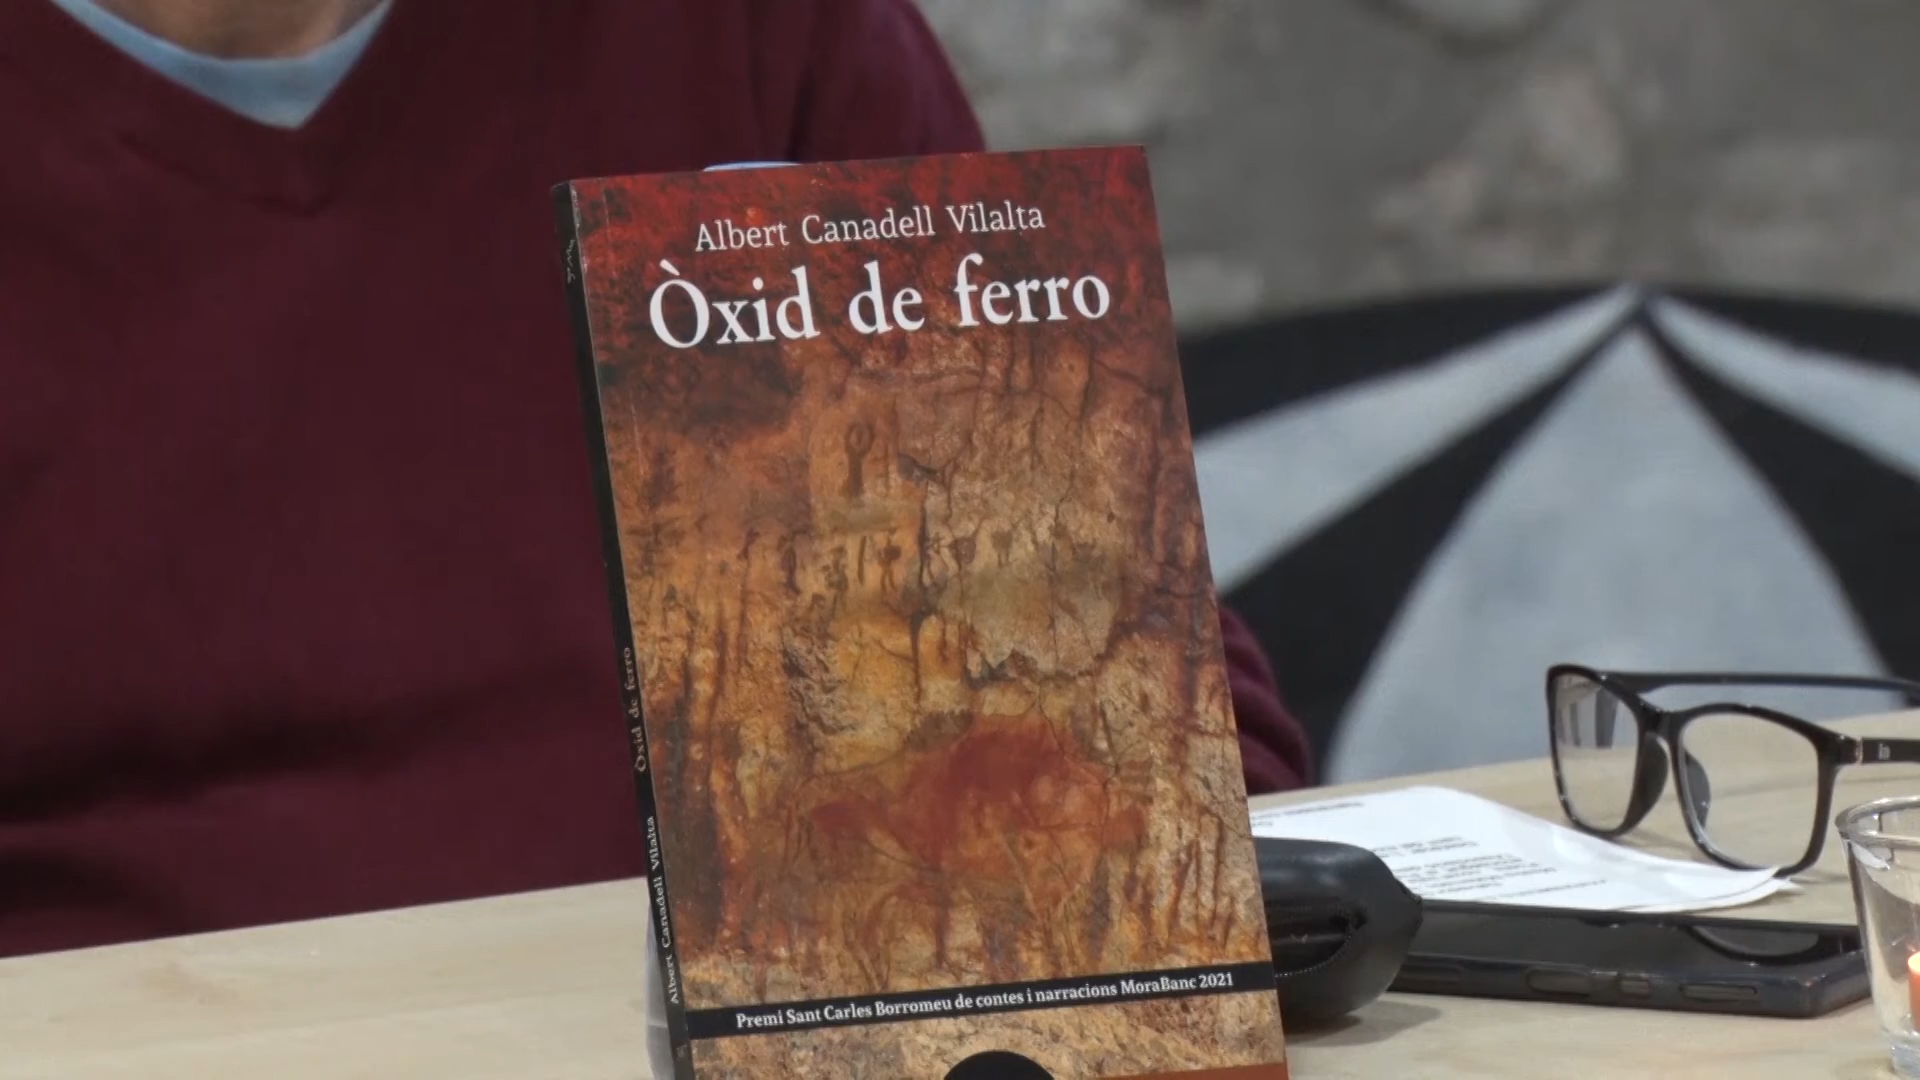 Albert Canadell Vilalta
Òxid de ferro
Premi Sant Carles Borromeu de contes i narracions MoraBanc 2021
Albert Canadell Vilalta Òxid de ferro